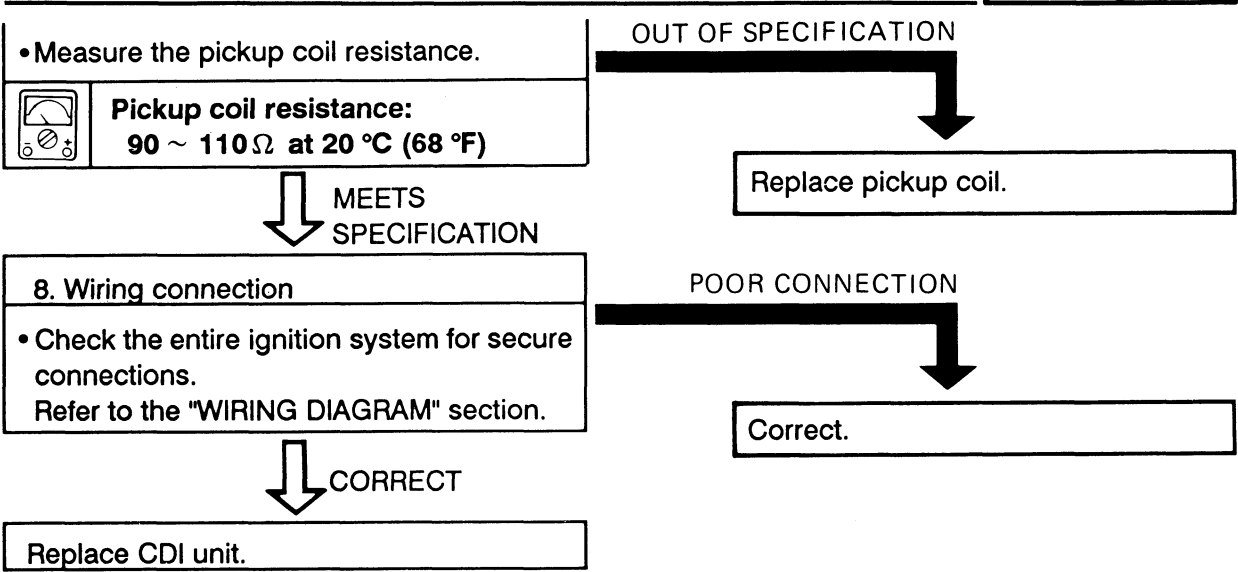 • Measure the pickup coil resistance.
OUT OF SPECIFICATION
Pickup coil resistance:
90 ~ 110Ω at 20 °C (68 °F)
Replace pickup coil.
MEETS
SPECIFICATION
8. Wiring connection
POOR CONNECTION
• Check the entire ignition system for secure
connections.
Refer to the "WIRING DIAGRAM" section.
Correct.
CORRECT
Replace CDI unit.